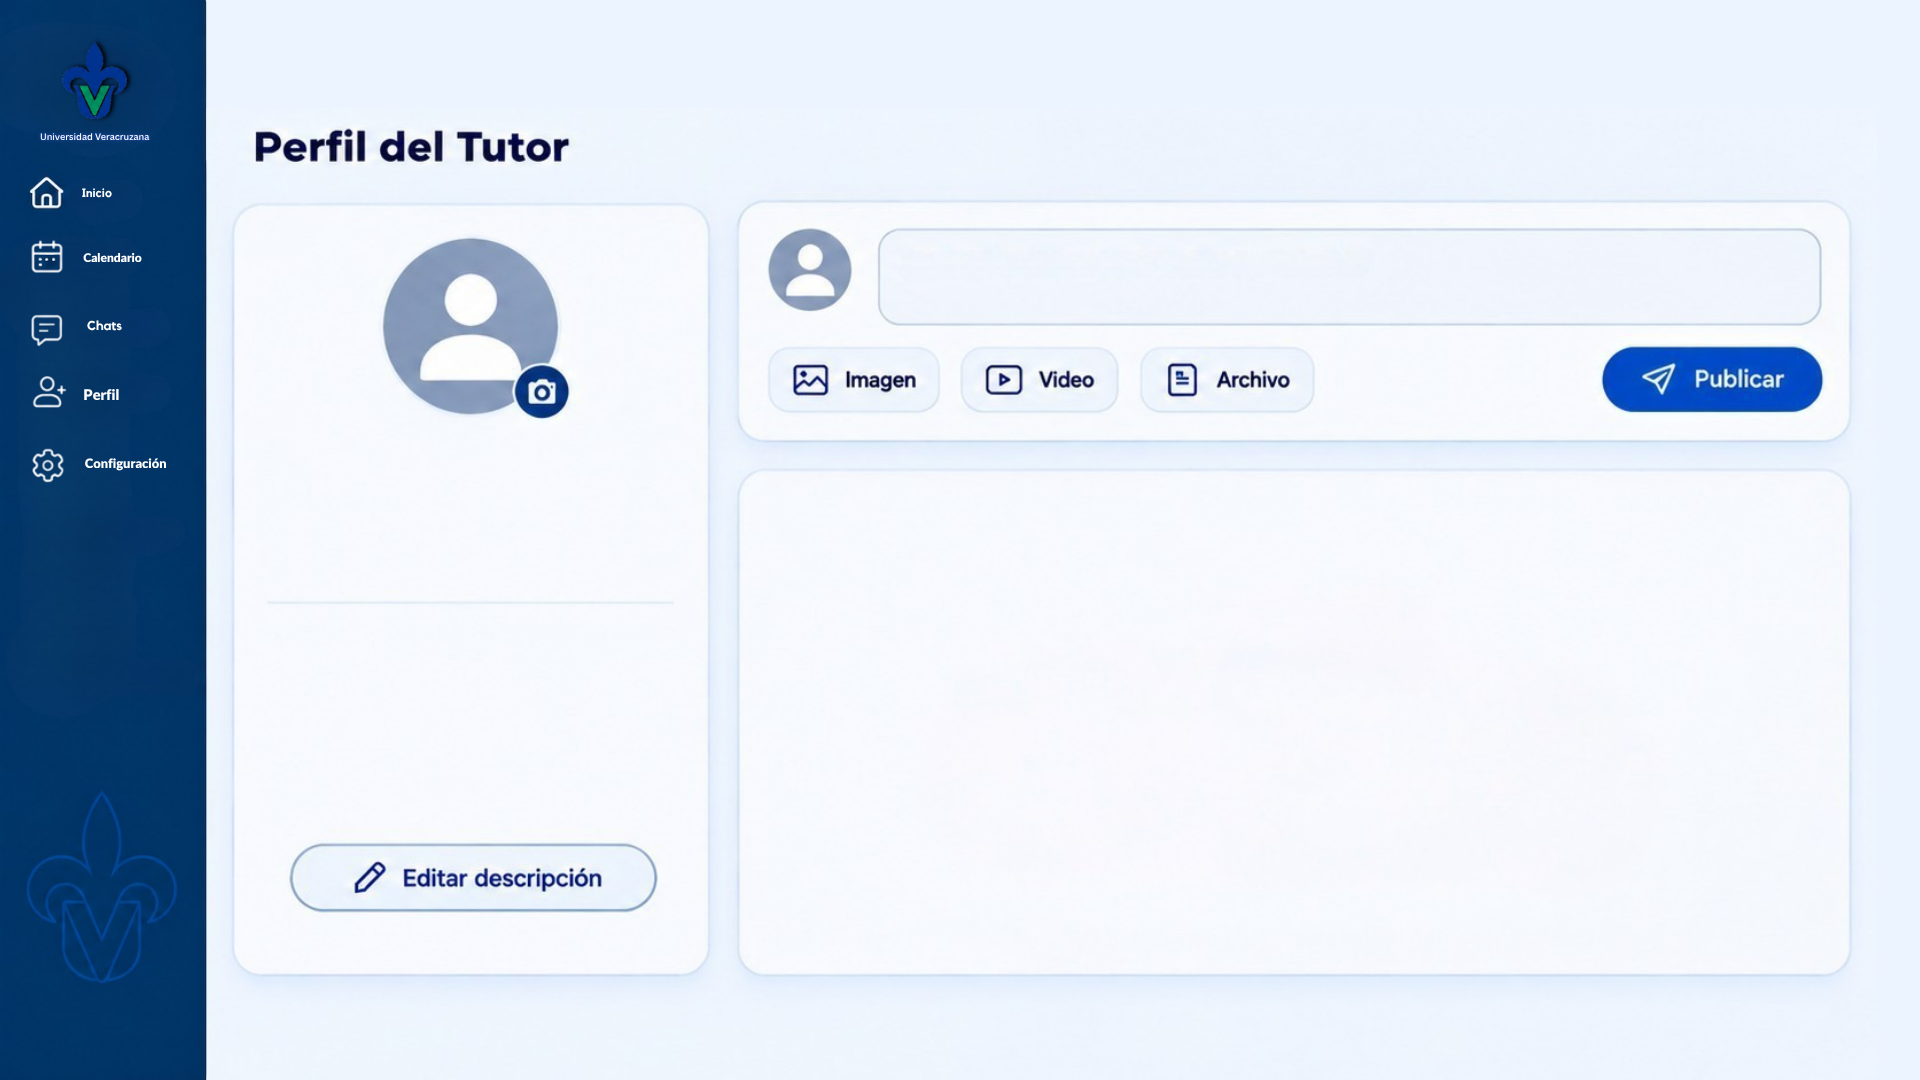 Universidad Veracruzana
Inicio
Calendario
Chats
Perfil
Configuración
Perfil del Tutor
Editar descripción
Imagen
Video
Archivo
Publicar